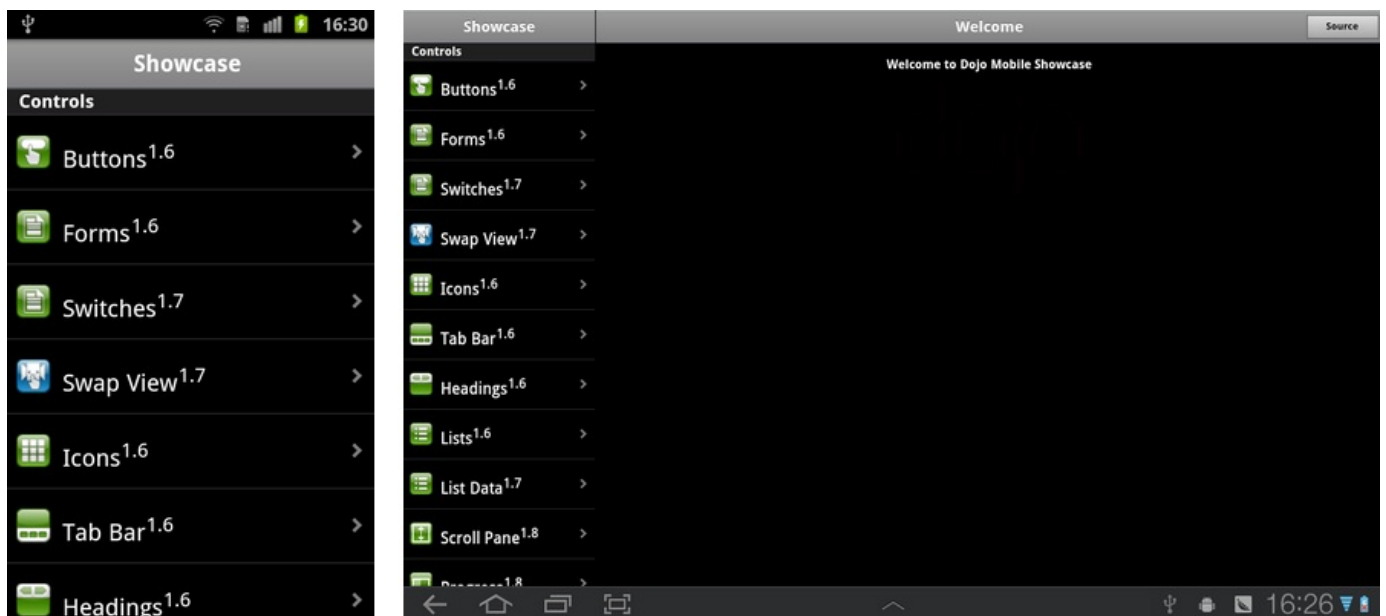 16:30
Showcase
Controls
Buttons1.6
Forms1.6
Switches1.7
Swap View1.7
Icons1.6
Tab Bar1.6
Headings1.6
Showcase
Welcome
Source
Controls
Welcome to Dojo Mobile Showcase
Buttons1.6
Forms1.6
Switches1.7
Swap View1.7
Icons1.6
Tab Bar1.6
Headings1.6
Lists1.6
List Data1.7
Scroll Pane1.8
Progress1.8
16:26